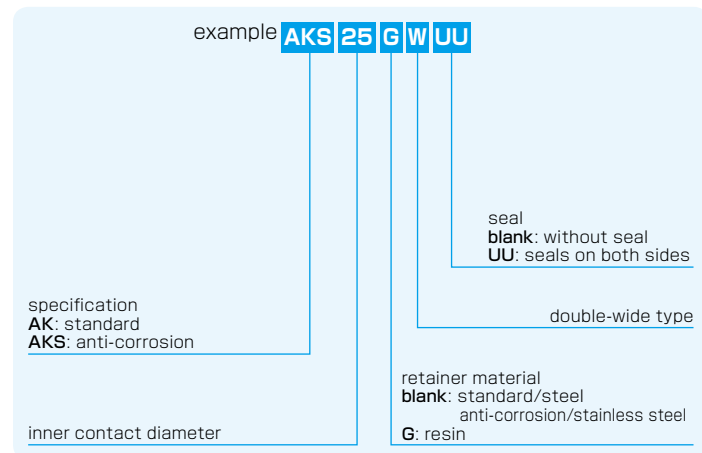 example AKS 25 G W UU
seal
blank: without seal
UU: seals on both sides
specification
AK: standard
AKS: anti-corrosion
double-wide type
retainer material
blank: standard/steel
anti-corrosion/stainless steel
G: resin
inner contact diameter